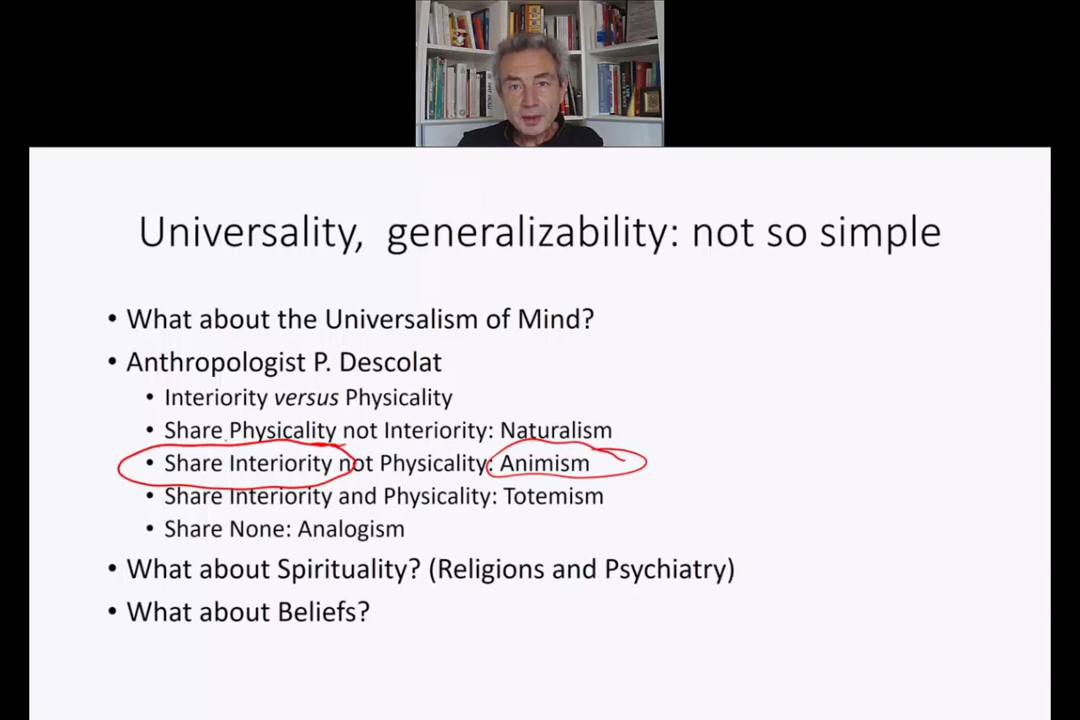 Universality, generalizability: not so simple
• What about the Universalism of Mind?
• Anthropologist P. Descolat
• Interiority versus Physicality
• Share Physicality not Interiority: Naturalism
• Share Interiority not Physicality: Animism
• Share Interiority and Physicality: Totemism
• Share None: Analogism
• What about Spirituality? (Religions and Psychiatry)
• What about Beliefs?